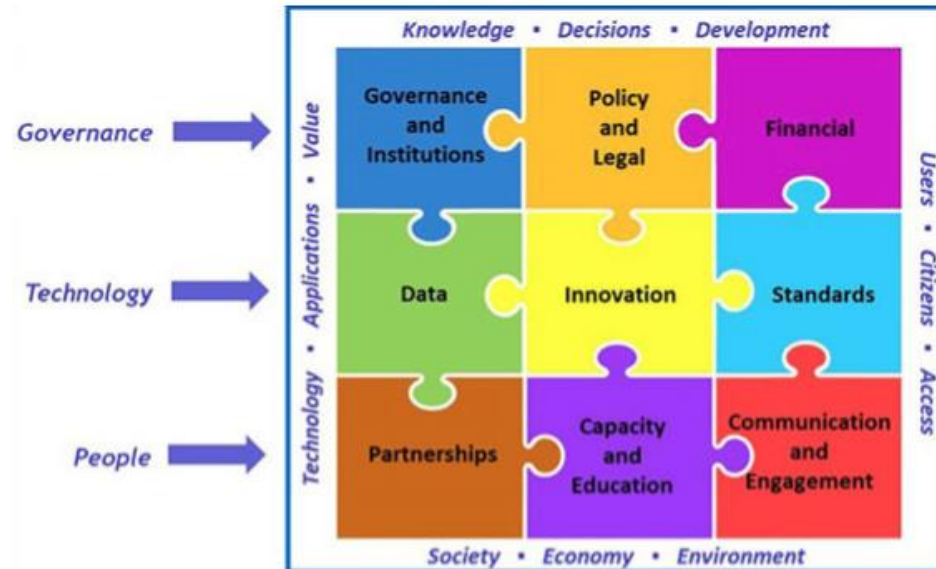 Knowledge ▪ Decisions ▪ Development
Governance
Technology
People
Technology ▪ Applications ▪ Value
Governance
and
Institutions
Policy
and
Legal
Financial
Data
Innovation
Standards
Partnerships
Capacity
and
Education
Communication
and
Engagement
Users ▪ Citizens ▪ Access
Society ▪ Economy ▪ Environment